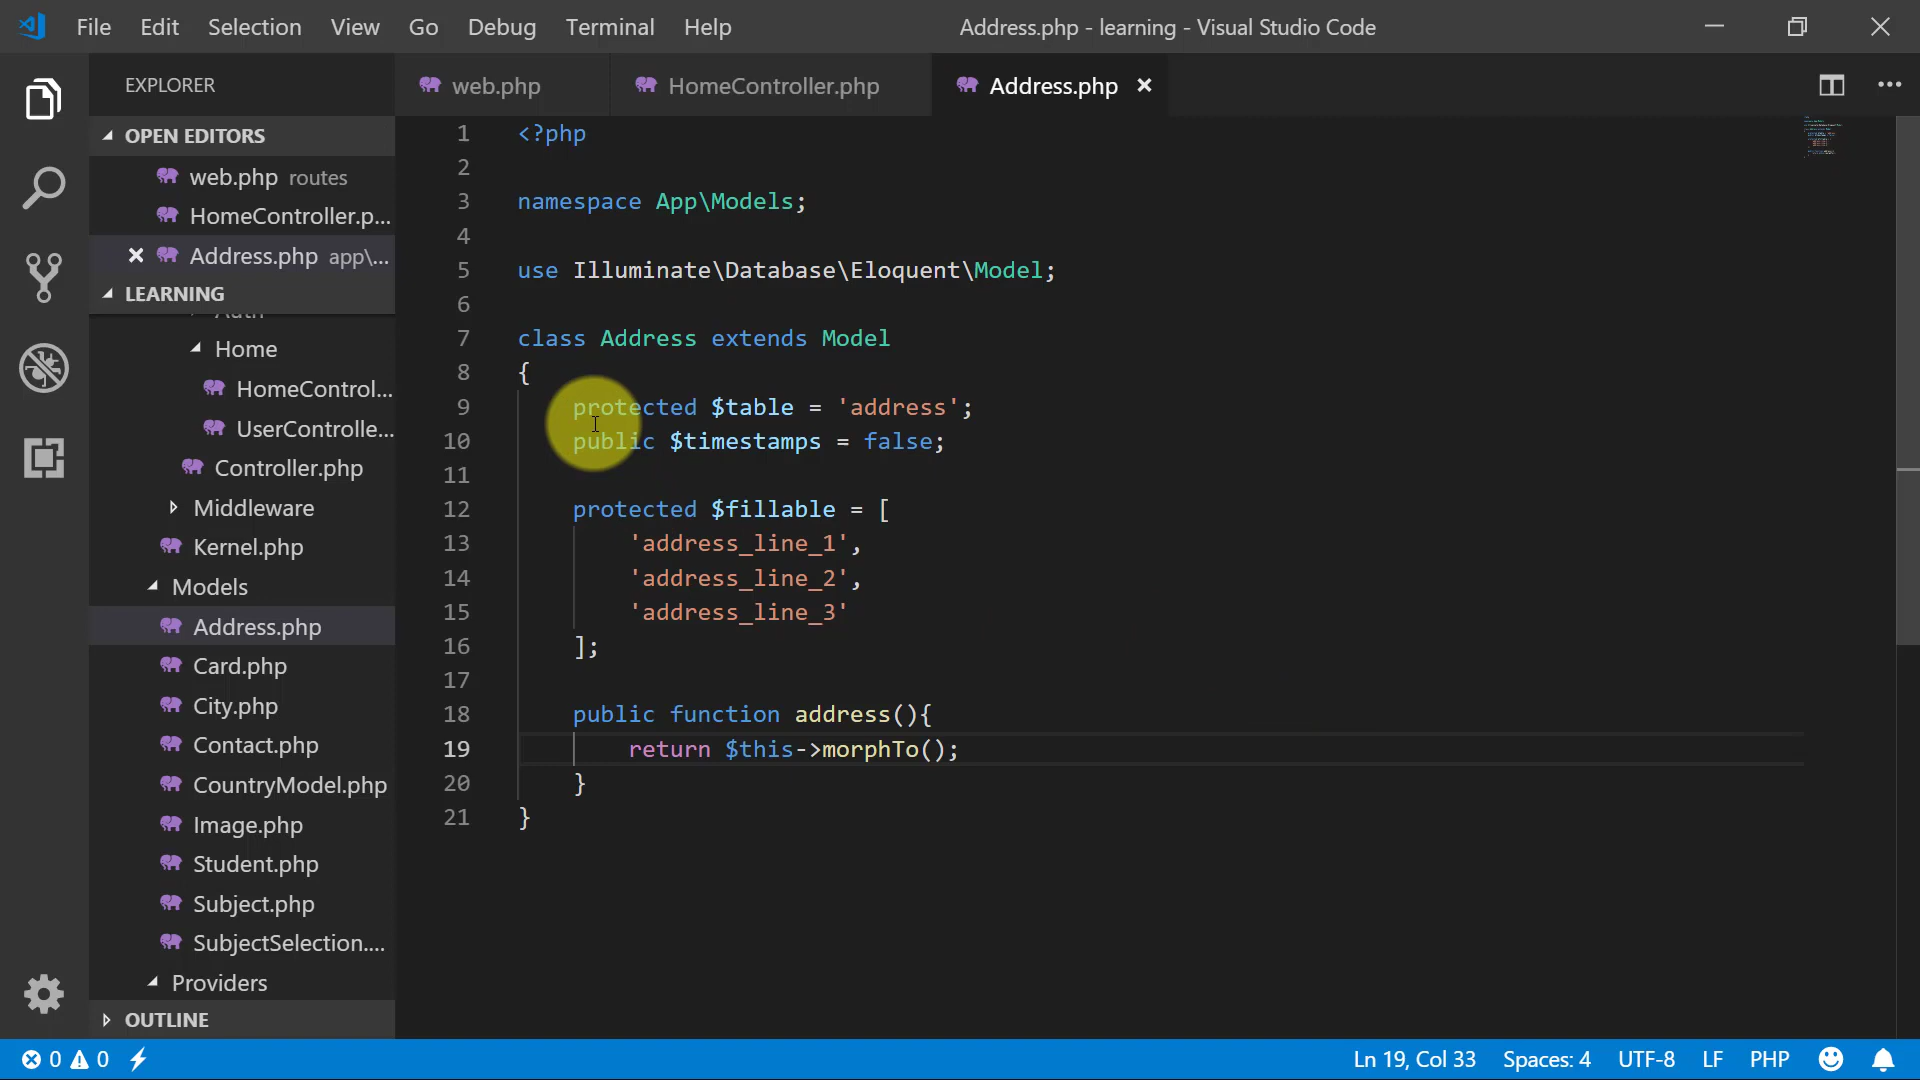 File Edit Selection View Go Debug Terminal Help
Address.php - learning - Visual Studio Code
EXPLORER
web.php
HomeController.php
Address.php
OPEN EDITORS
web.php routes
HomeController.p...
Address.php app\...
LEARNING
Auth
Home
HomeControl...
UserControlle...
Controller.php
Middleware
Kernel.php
Models
Address.php
Card.php
City.php
Contact.php
CountryModel.php
Image.php
Student.php
Subject.php
SubjectSelection....
Providers
OUTLINE
1 <?php
2
3 namespace App\Models;
4
5 use Illuminate\Database\Eloquent\Model;
6
7 class Address extends Model
8 {
9 protected $table = 'address';
10 public $timestamps = false;
11
12 protected $fillable = [
13 'address_line_1',
14 'address_line_2',
15 'address_line_3'
16 ];
17
18 public function address(){
19 return $this->morphTo();
20 }
21 }
0 0
Ln 19, Col 33 Spaces: 4 UTF-8 LF PHP